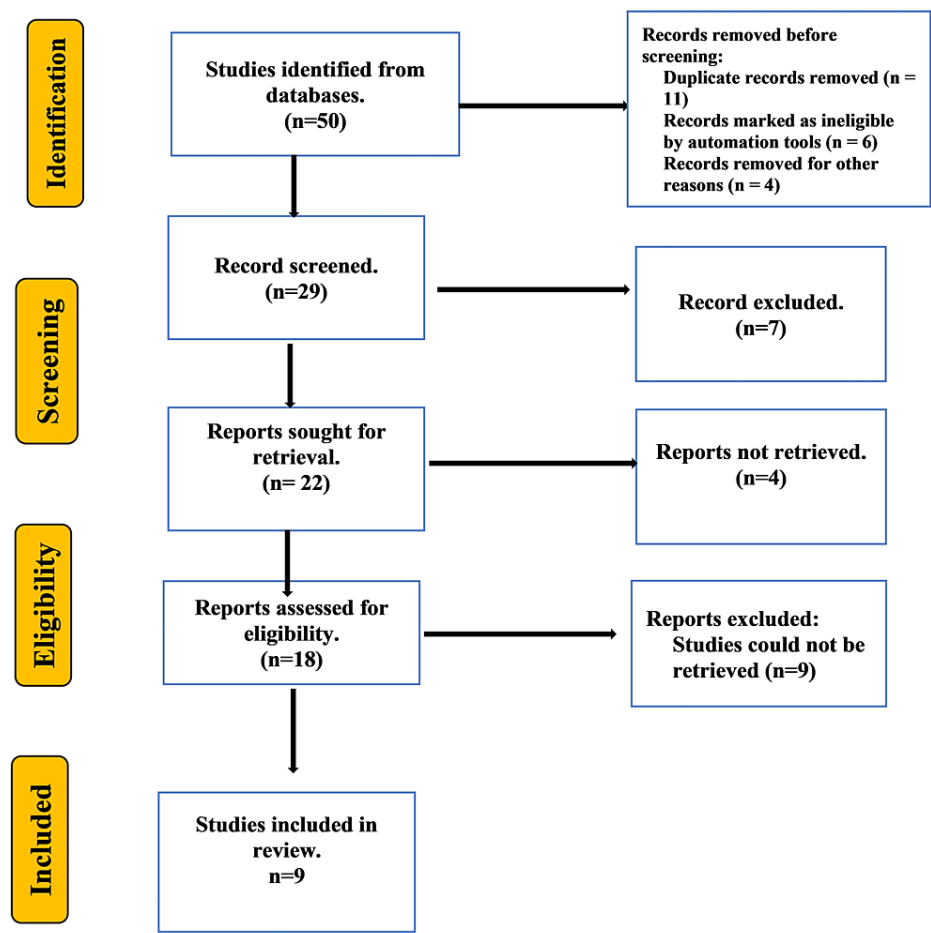 Identification
Studies identified from
databases.
(n=50)
Records removed before
screening:
Duplicate records removed (n =
11)
Records marked as ineligible
by automation tools (n = 6)
Records removed for other
reasons (n = 4)
Screening
Record screened.
(n=29)
Record excluded.
(n=7)
Reports sought for
retrieval.
(n= 22)
Reports not retrieved.
(n=4)
Eligibility
Reports assessed for
eligibility.
(n=18)
Reports excluded:
Studies could not be
retrieved (n=9)
Included
Studies included in
review.
n=9